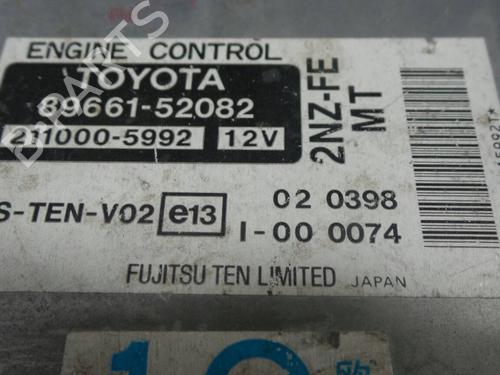 ENGINE CONTROL
TOYOTA
89661-52082
211000-5992 12V
2NZ-FE
MT
S-TEN-V02 e13
02 0398
I-00 0074
FUJITSU TEN LIMITED JAPAN